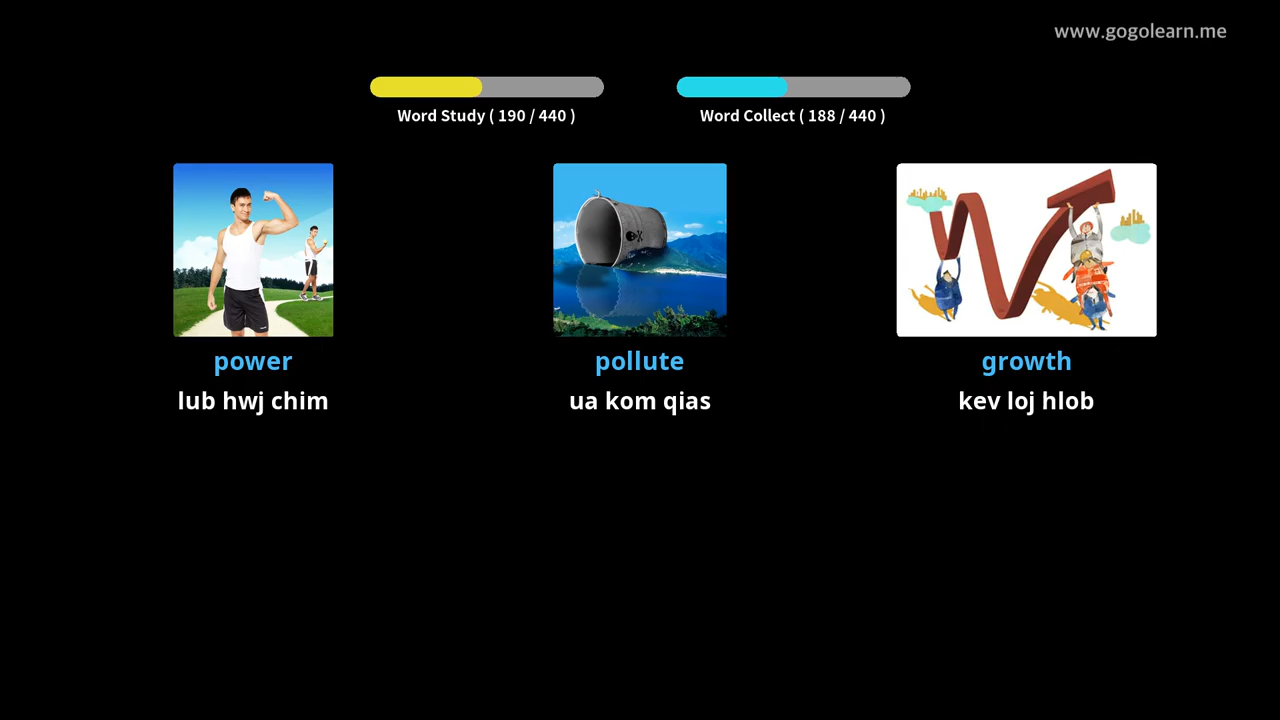 www.gogolearn.me
Word Study ( 190 / 440 )
Word Collect ( 188 / 440 )
power
lub hwj chim
pollute
ua kom qias
growth
kev loj hlob